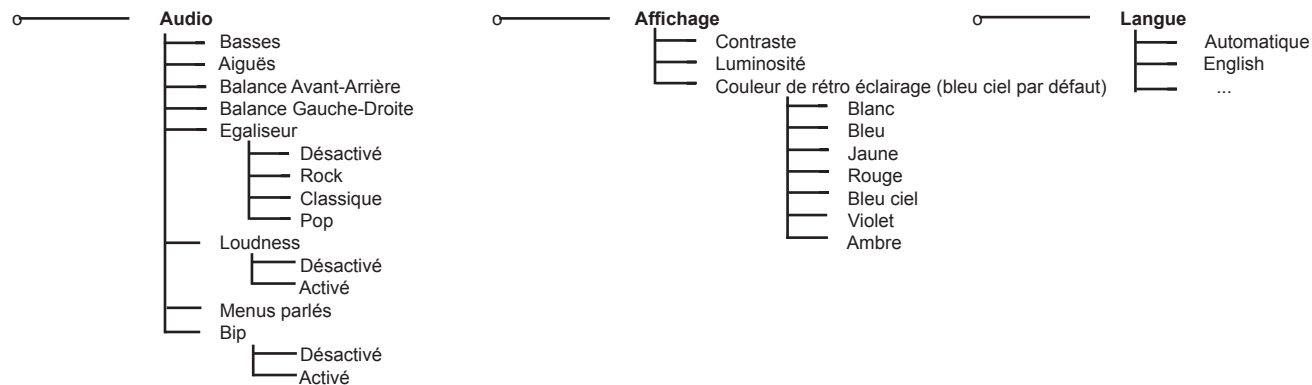 Audio
Basses
Aiguës
Balance Avant-Arrière
Balance Gauche-Droite
Egaliseur
Désactivé
Rock
Classique
Pop
Loudness
Désactivé
Activé
Menus parlés
Bip
Désactivé
Activé
Affichage
Contraste
Luminosité
Couleur de rétro éclairage (bleu ciel par défaut)
Blanc
Bleu
Jaune
Rouge
Bleu ciel
Violet
Ambre
Langue
Automatique
English
...